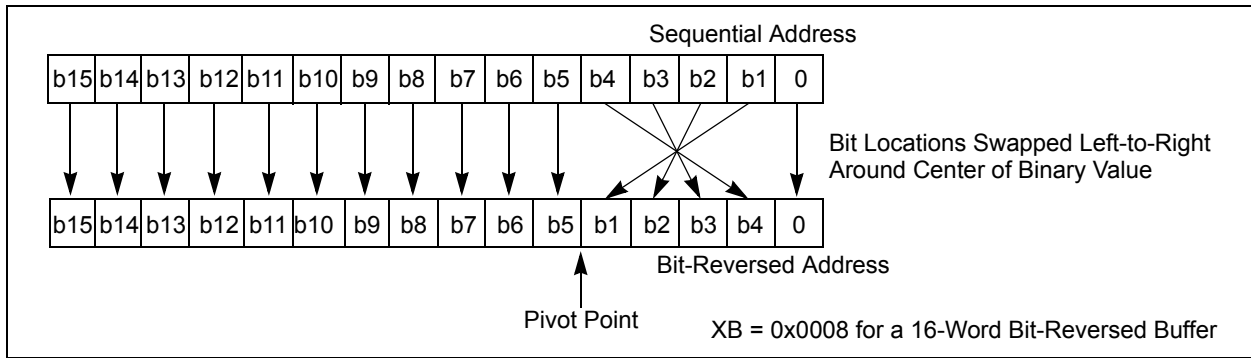 Sequential Address
b15 b14 b13 b12 b11 b10 b9 b8 b7 b6 b5 b4 b3 b2 b1 0
Bit Locations Swapped Left-to-Right
Around Center of Binary Value
b15 b14 b13 b12 b11 b10 b9 b8 b7 b6 b5 b1 b2 b3 b4 0
Bit-Reversed Address
Pivot Point
XB = 0x0008 for a 16-Word Bit-Reversed Buffer